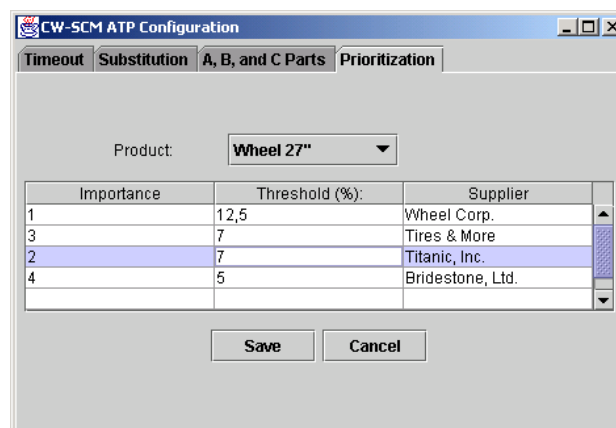 CW-SCM ATP Configuration
Timeout Substitution A, B, and C Parts Prioritization
Product: Wheel 27"
Importance Threshold (%): Supplier
1 12,5 Wheel Corp.
3 7 Tires & More
2 7 Titanic, Inc.
4 5 Bridestone, Ltd.
Save Cancel